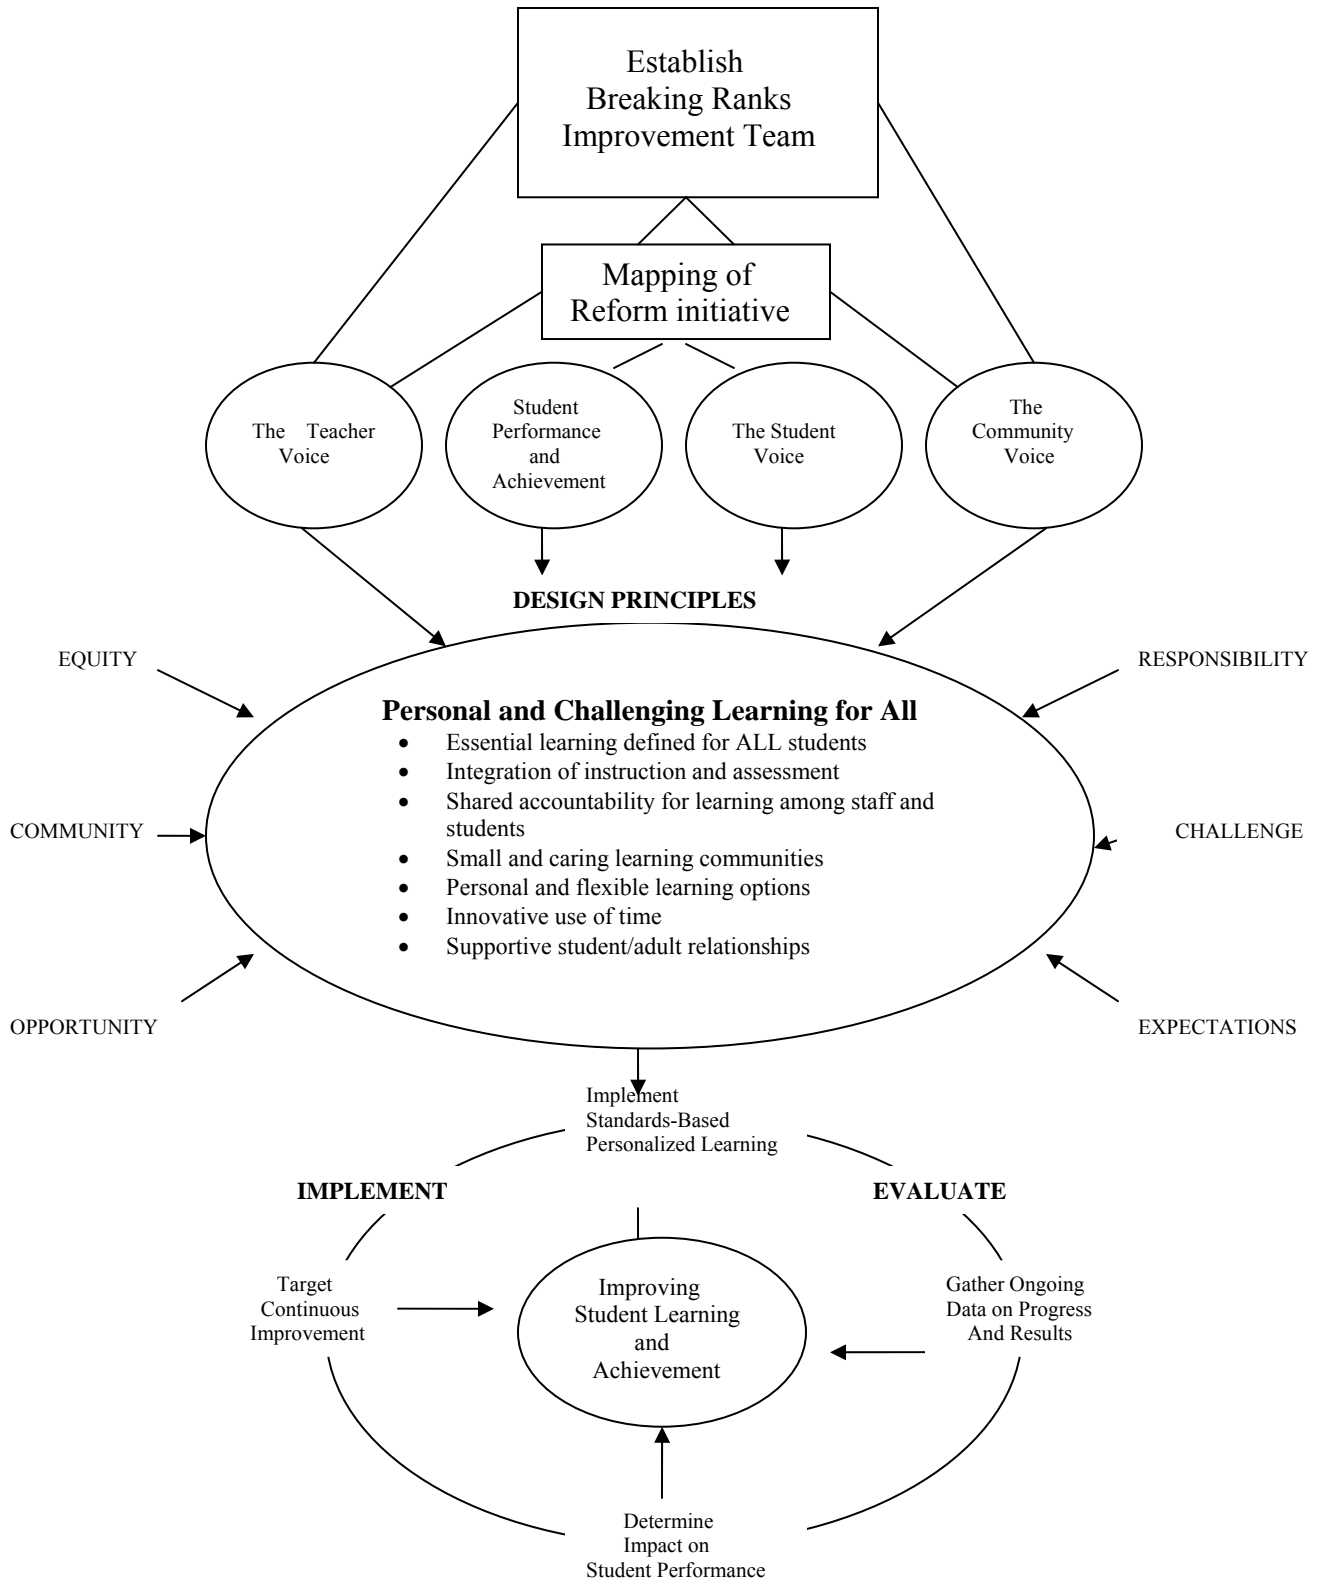 Establish
Breaking Ranks
Improvement Team
Mapping of
Reform initiative
The Teacher
Voice
Student
Performance
and
Achievement
The Student
Voice
The
Community
Voice
DESIGN PRINCIPLES
EQUITY
RESPONSIBILITY
Personal and Challenging Learning for All
• Essential learning defined for ALL students
• Integration of instruction and assessment
• Shared accountability for learning among staff and
students
• Small and caring learning communities
• Personal and flexible learning options
• Innovative use of time
• Supportive student/adult relationships
COMMUNITY
CHALLENGE
OPPORTUNITY
EXPECTATIONS
Implement
Standards-Based
Personalized Learning
IMPLEMENT
EVALUATE
Target
Continuous
Improvement
Improving
Student Learning
and
Achievement
Gather Ongoing
Data on Progress
And Results
Determine
Impact on
Student Performance